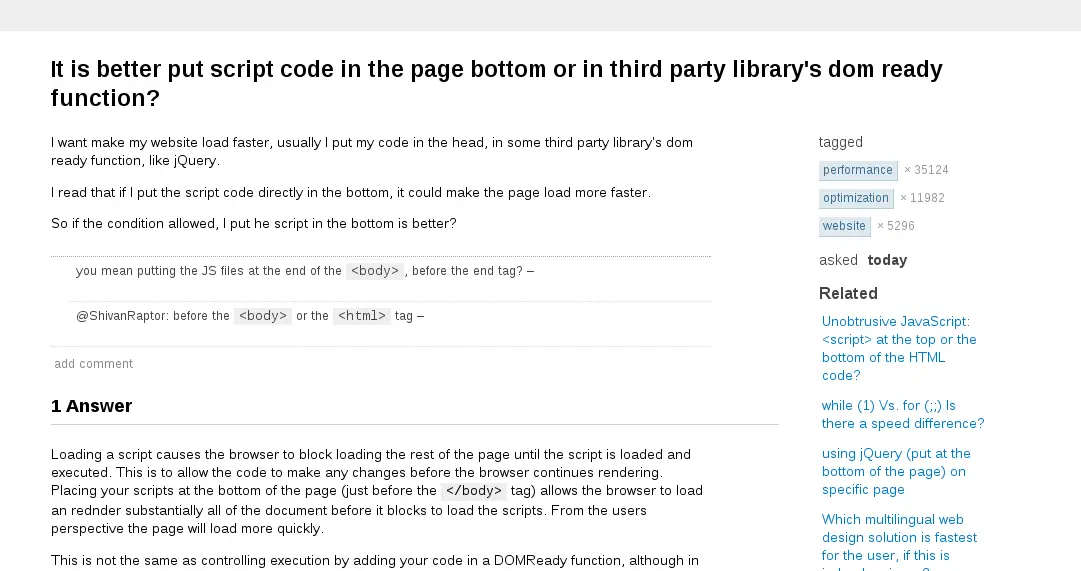 It is better put script code in the page bottom or in third party library's dom ready
function?
I want make my website load faster, usually I put my code in the head, in some third party library's dom
ready function, like jQuery.
I read that if I put the script code directly in the bottom, it could make the page load more faster.
So if the condition allowed, I put he script in the bottom is better?
you mean putting the JS files at the end of the <body>, before the end tag? –
@ShivanRaptor: before the <body> or the <html> tag –
add comment
1 Answer
Loading a script causes the browser to block loading the rest of the page until the script is loaded and
executed. This is to allow the code to make any changes before the browser continues rendering.
Placing your scripts at the bottom of the page (just before the </body> tag) allows the browser to load
an rednder substantially all of the document before it blocks to load the scripts. From the users
perspective the page will load more quickly.
This is not the same as controlling execution by adding your code in a DOMReady function, although in
tagged
performance × 35124
optimization × 11982
website × 5296
asked today
Related
Unobtrusive JavaScript:
<script> at the top or the
bottom of the HTML
code?
while (1) Vs. for (;;) Is
there a speed difference?
using jQuery (put at the
bottom of the page) on
specific page
Which multilingual web
design solution is fastest
for the user, if this is